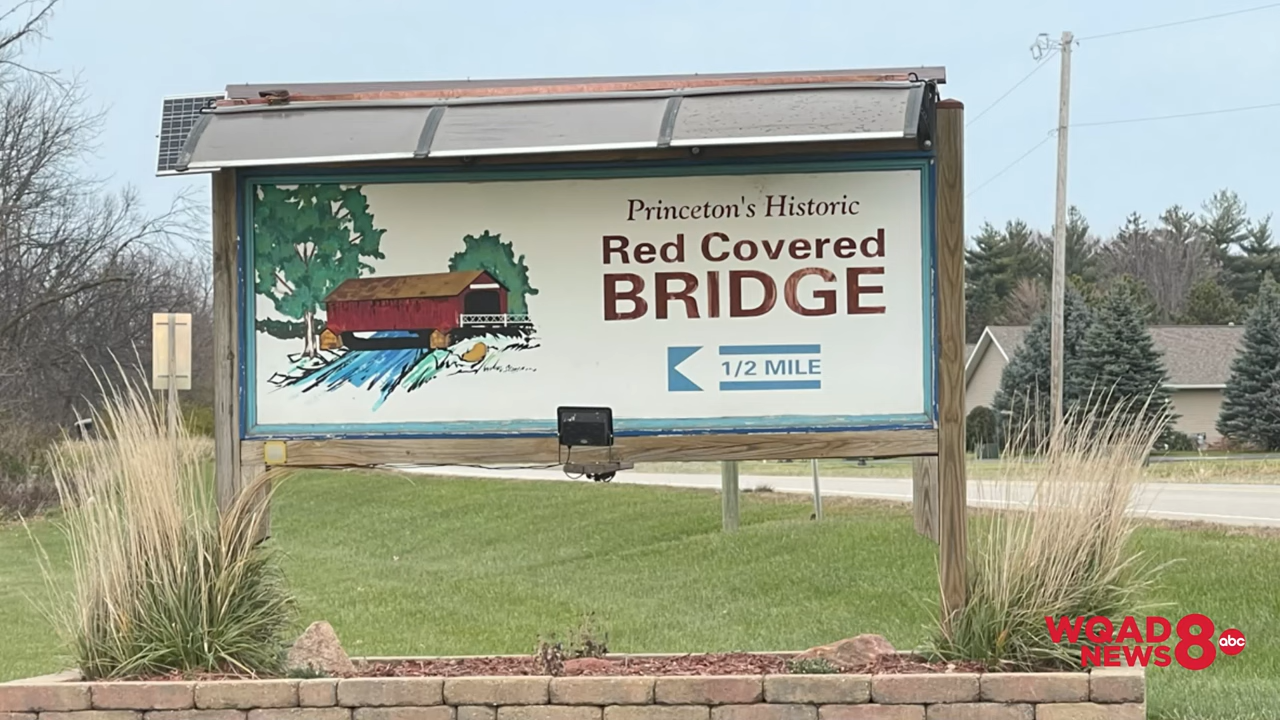 Princeton's Historic
Red Covered
BRIDGE
1/2 MILE
WQAD 8 abc
NEWS